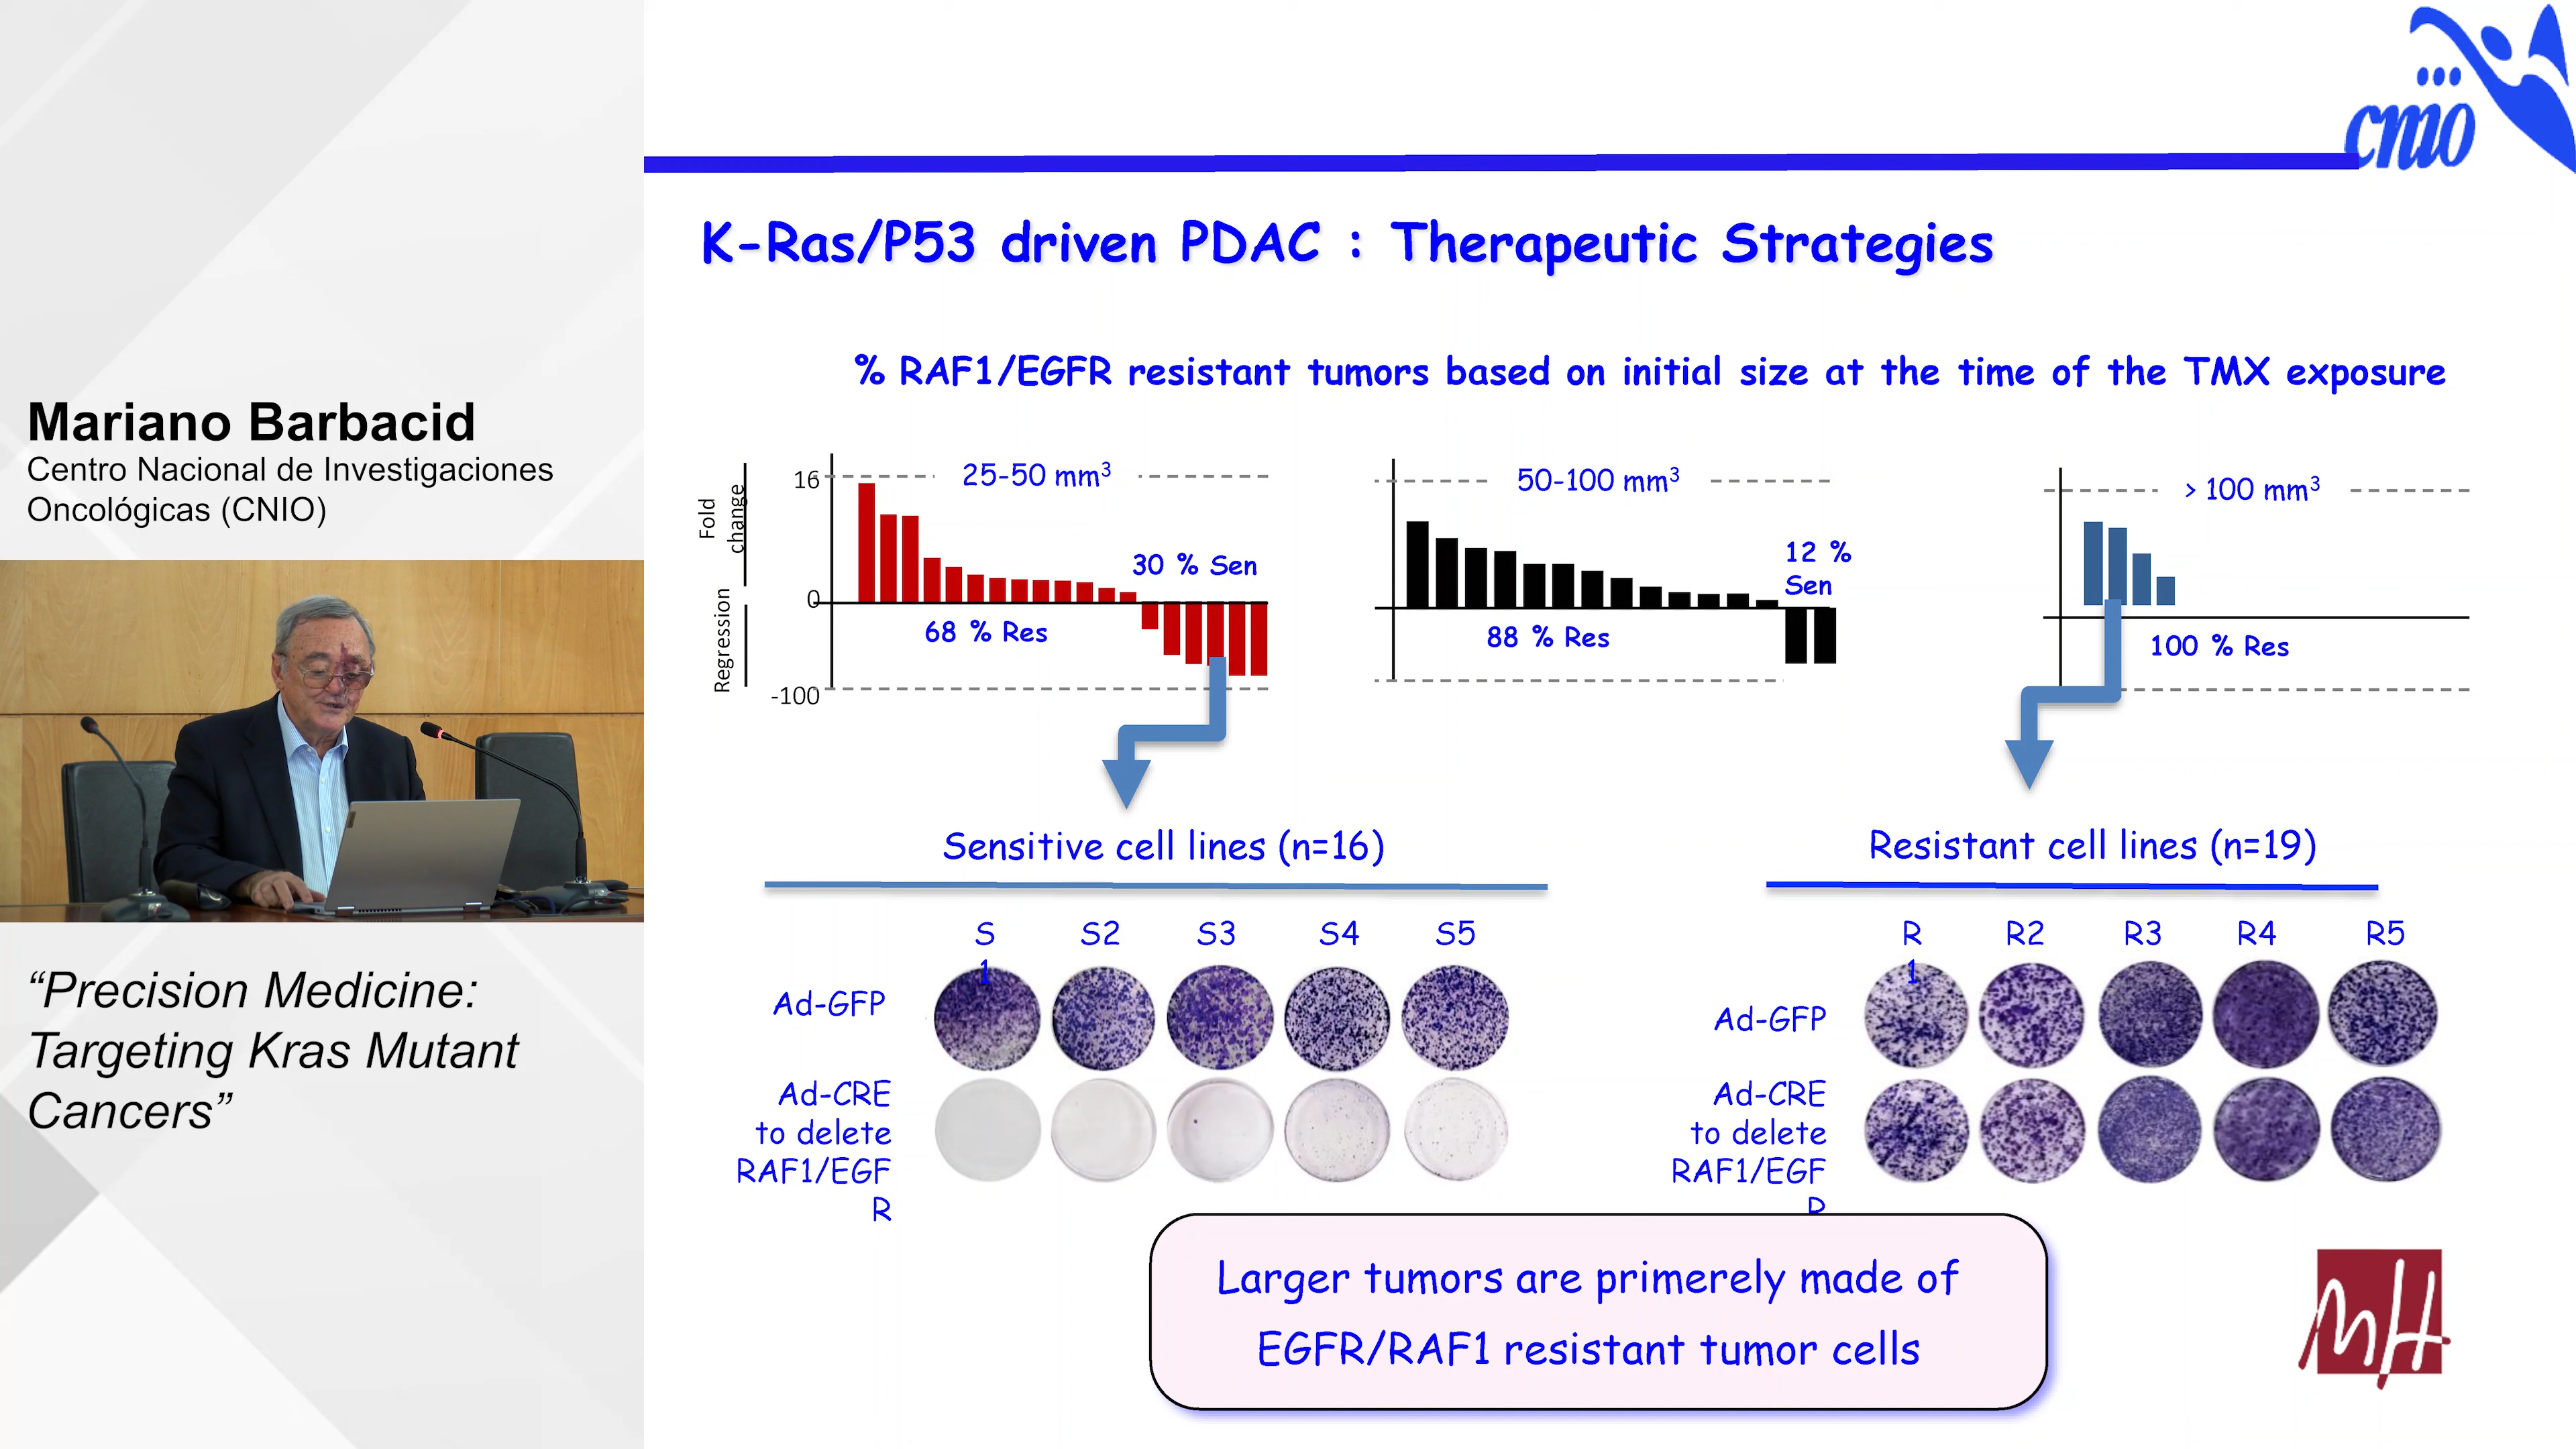 Mariano Barbacid
Centro Nacional de Investigaciones
Oncológicas (CNIO)
“Precision Medicine:
Targeting Kras Mutant
Cancers”
cnio
K-Ras/P53 driven PDAC : Therapeutic Strategies
% RAF1/EGFR resistant tumors based on initial size at the time of the TMX exposure
Fold
change
Regression
16
0
-100
25-50 mm³
30 % Sen
68 % Res
50-100 mm³
12 %
Sen
88 % Res
> 100 mm³
100 % Res
Sensitive cell lines (n=16)
S
1
S2
S3
S4
S5
Ad-GFP
Ad-CRE
to delete
RAF1/EGF
R
Resistant cell lines (n=19)
R
1
R2
R3
R4
R5
Ad-GFP
Ad-CRE
to delete
RAF1/EGF
R
Larger tumors are primerely made of
EGFR/RAF1 resistant tumor cells
MH